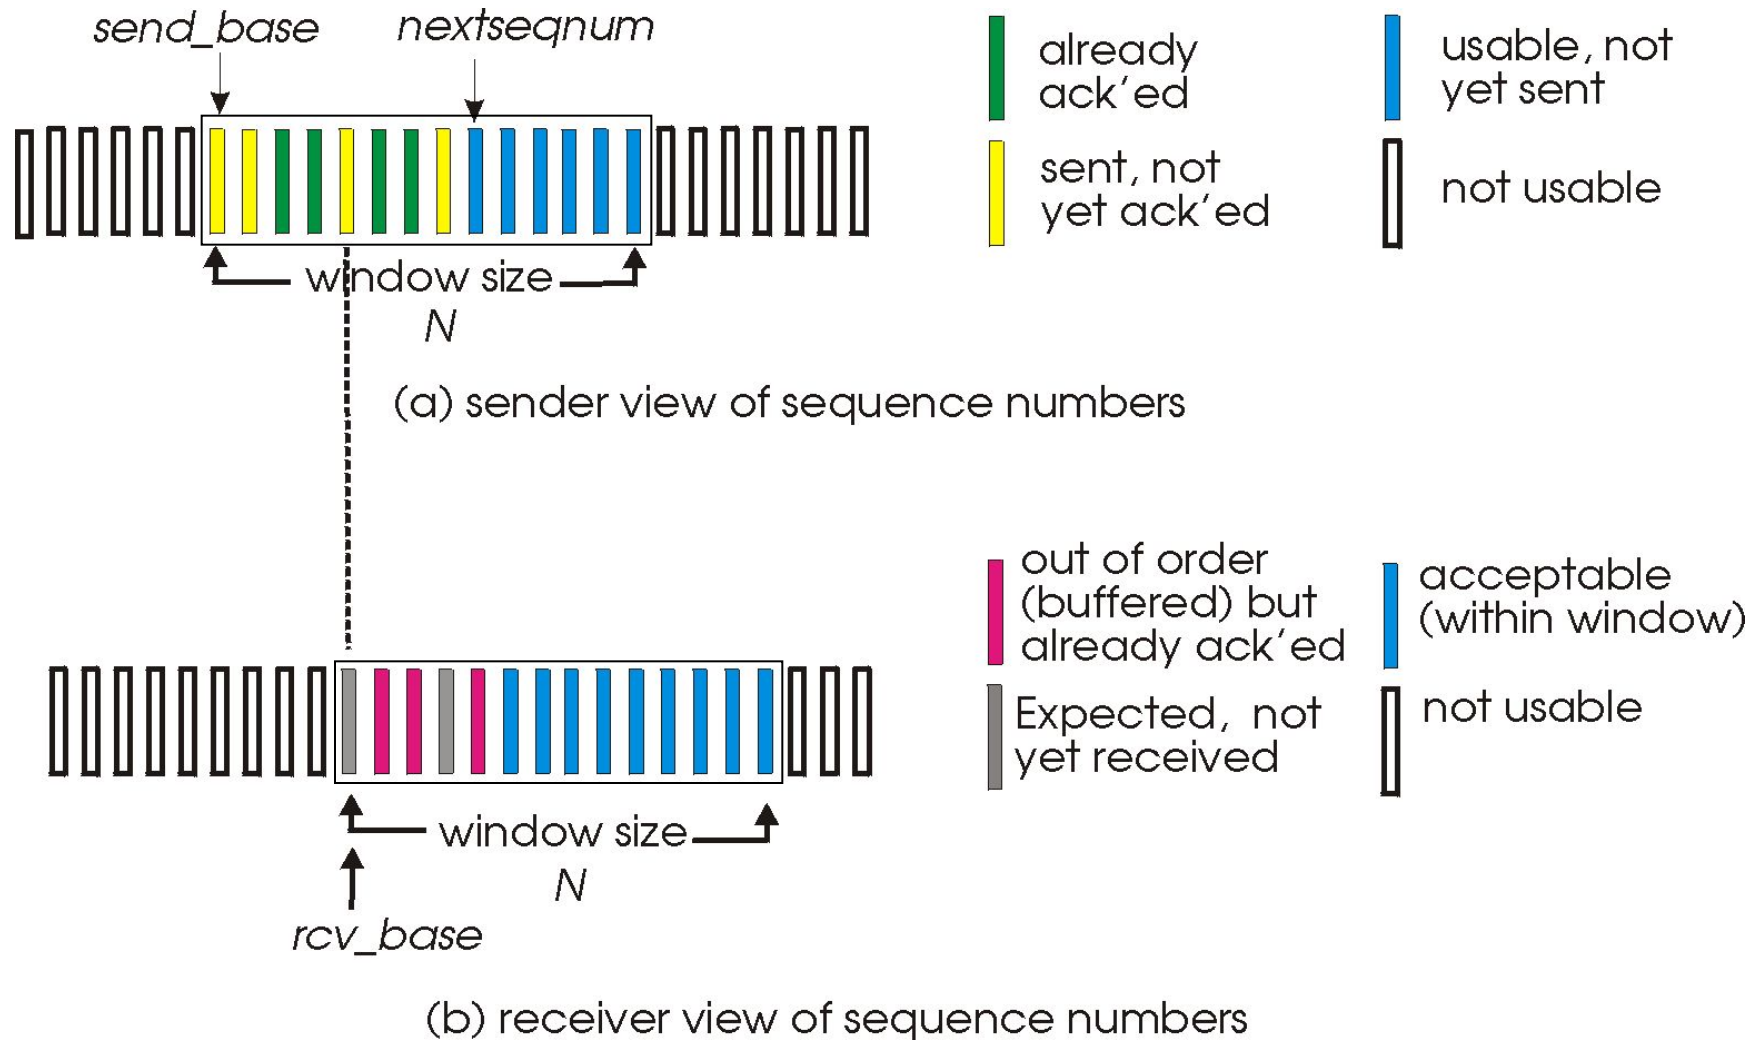 send_base
nextseqnum
already
ack'ed
usable, not
yet sent
sent, not
yet ack'ed
not usable
window size
N
(a) sender view of sequence numbers
out of order
(buffered) but
already ack'ed
acceptable
(within window)
Expected, not
yet received
not usable
window size
N
rcv_base
(b) receiver view of sequence numbers